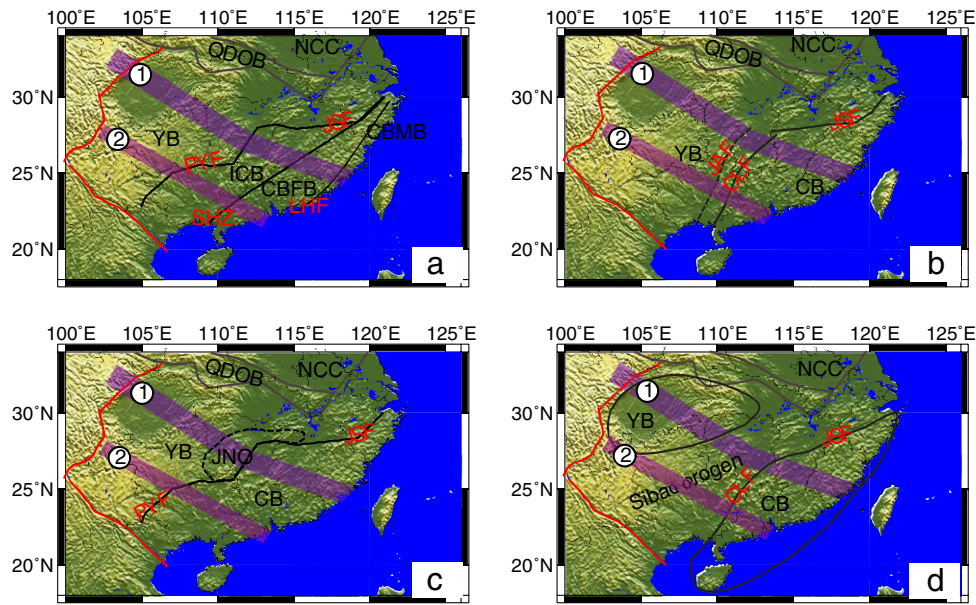 100˚E 105˚E 110˚E 115˚E 120˚E 125˚E
30˚N
25˚N
20˚N
QDOB
NCC
1
JSF
CBMB
2
YB
PYF
ICB
CBFB
SHZ
LHF
a
100˚E 105˚E 110˚E 115˚E 120˚E 125˚E
30˚N
25˚N
20˚N
QDOB
NCC
1
JSF
2
YB
JAF
CLF
CB
b
100˚E 105˚E 110˚E 115˚E 120˚E 125˚E
30˚N
25˚N
20˚N
QDOB
NCC
1
JSF
YB
2
JNO
PYF
CB
c
100˚E 105˚E 110˚E 115˚E 120˚E 125˚E
30˚N
25˚N
20˚N
QDOB
NCC
1
YB
JSF
2
Sibao orogen
CLF
CB
d